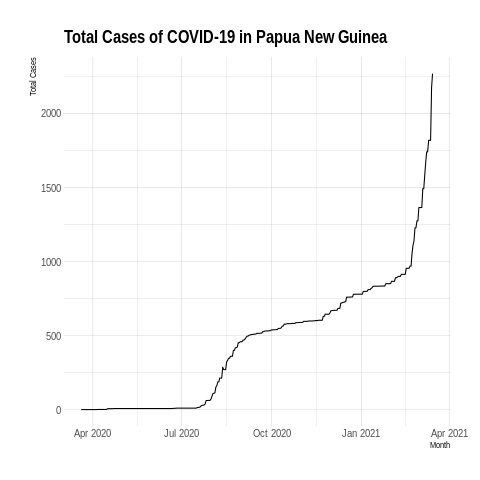 Total Cases of COVID-19 in Papua New Guinea
Total Cases
2000
1500
1000
500
0
Apr 2020 Jul 2020 Oct 2020 Jan 2021 Apr 2021
Month